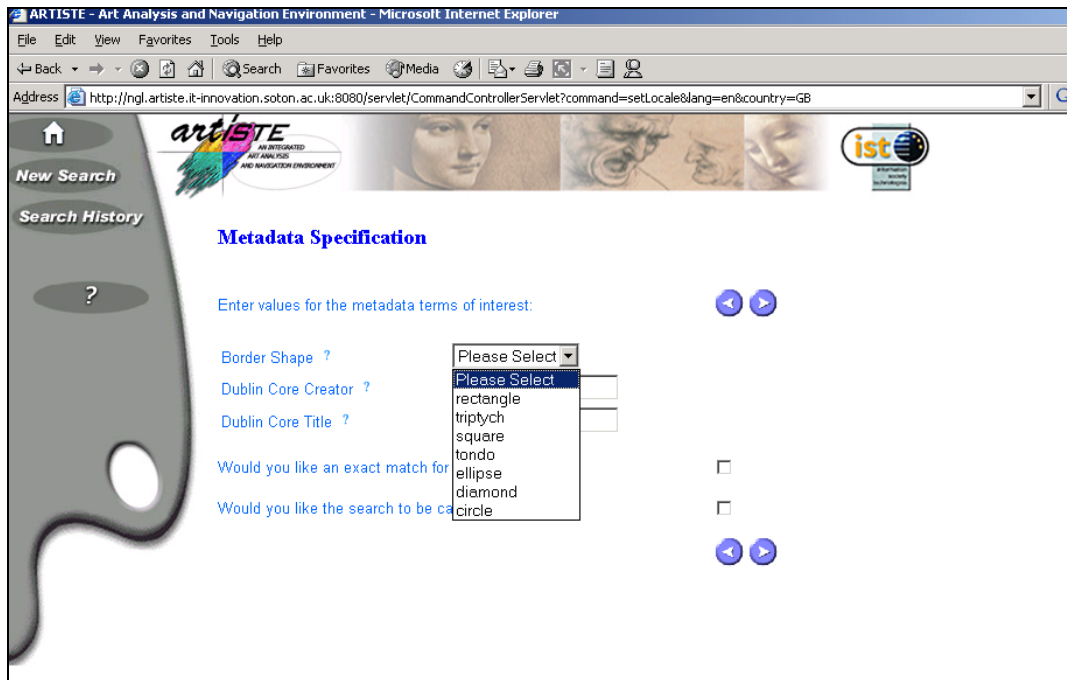 ARTISTE - Art Analysis and Navigation Environment - Microsoft Internet Explorer
File Edit View Favorites Tools Help
Back Search Favorites Media
Address http://ngl.artiste.it-innovation.soton.ac.uk:8080/servlet/CommandControllerServlet?command=setLocale&lang=en&country=GB
artISTE
AN INTEGRATED
ART ANALYSIS
AND NAVIGATION ENVIRONMENT
ist
information
society
technologies
New Search
Search History
?
Metadata Specification
Enter values for the metadata terms of interest:
Border Shape ? Please Select
Please Select
rectangle
triptych
square
tondo
ellipse
diamond
circle
Dublin Core Creator ?
Dublin Core Title ?
Would you like an exact match for
Would you like the search to be ca